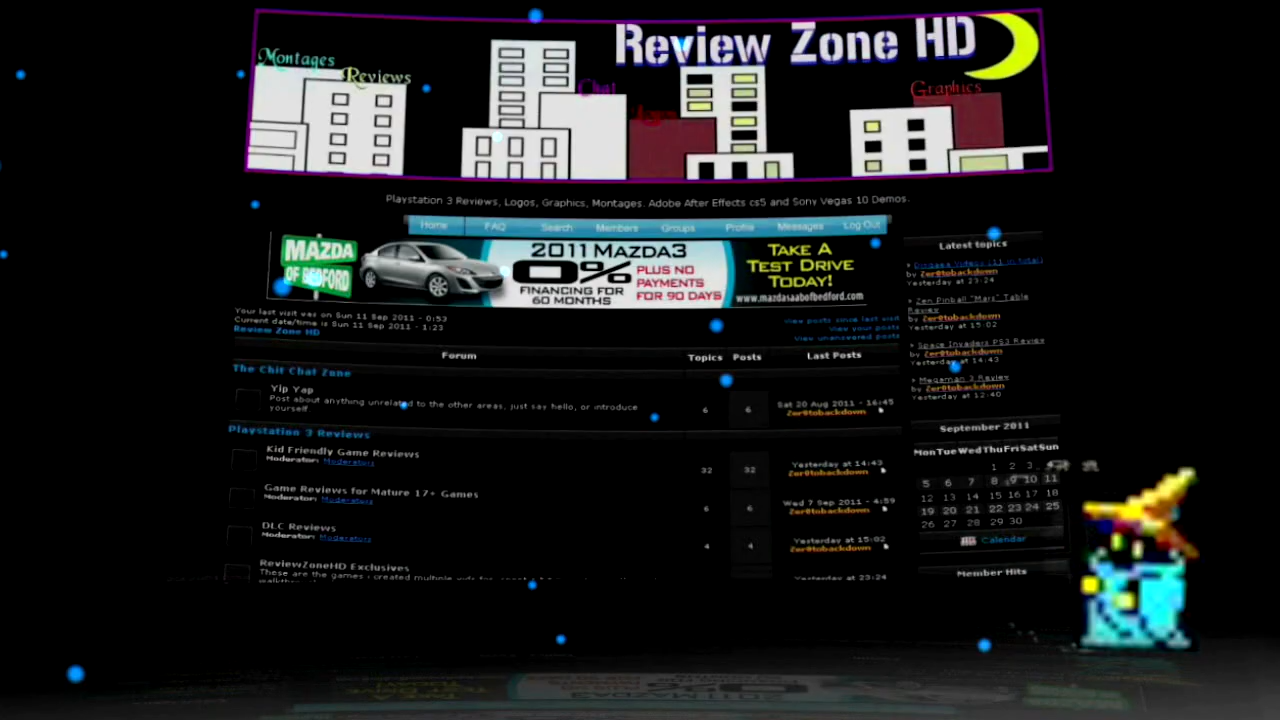 Review Zone HD
Montages
Reviews
Chat
Graphics
Playstation 3 Reviews, Logos, Graphics, Montages. Adobe After Effects cs5 and Sony Vegas 10 Demos.
Home FAQ Search Members Groups Profile Messages Log Out
MAZDA
OF BEDFORD
2011 MAZDA3
0%
FINANCING FOR
60 MONTHS
PLUS NO
PAYMENTS
FOR 90 DAYS
TAKE A
TEST DRIVE
TODAY!
www.mazdasaabofbedford.com
Your last visit was on Sun 11 Sep 2011 - 0:53
Current date/time is Sun 11 Sep 2011 - 1:23
Review Zone HD
View posts since last visit
View your posts
View unanswered posts
Forum Topics Posts Last Posts
The Chit Chat Zone
Yip Yap
Post about anything unrelated to the other areas, just say hello, or introduce
yourself.
6 6 Sat 20 Aug 2011 - 16:45
Zer0tobackdown
Playstation 3 Reviews
Kid Friendly Game Reviews
Moderator: Moderators
32 32 Yesterday at 14:43
Zer0tobackdown
Game Reviews for Mature 17+ Games
Moderator: Moderators
6 6 Wed 7 Sep 2011 - 4:59
Zer0tobackdown
DLC Reviews
Moderator: Moderators
4 4 Yesterday at 15:02
Zer0tobackdown
ReviewZoneHD Exclusives
These are the games i created multiple vids for
Yesterday at 23:24
Latest topics
by Zer0tobackdown
Yesterday at 23:24
Zen Pinball "Mars" Table
Review
by Zer0tobackdown
Yesterday at 15:02
Space Invaders PS3 Review
by Zer0tobackdown
Yesterday at 14:43
Megaman 2 Review
by Zer0tobackdown
Yesterday at 12:40
September 2011
Mon Tue Wed Thu Fri Sat Sun
1 2 3
5 6 7 8 9 10 11
12 13 14 15 16 17 18
19 20 21 22 23 24 25
26 27 28 29 30
Calendar
Member Hits